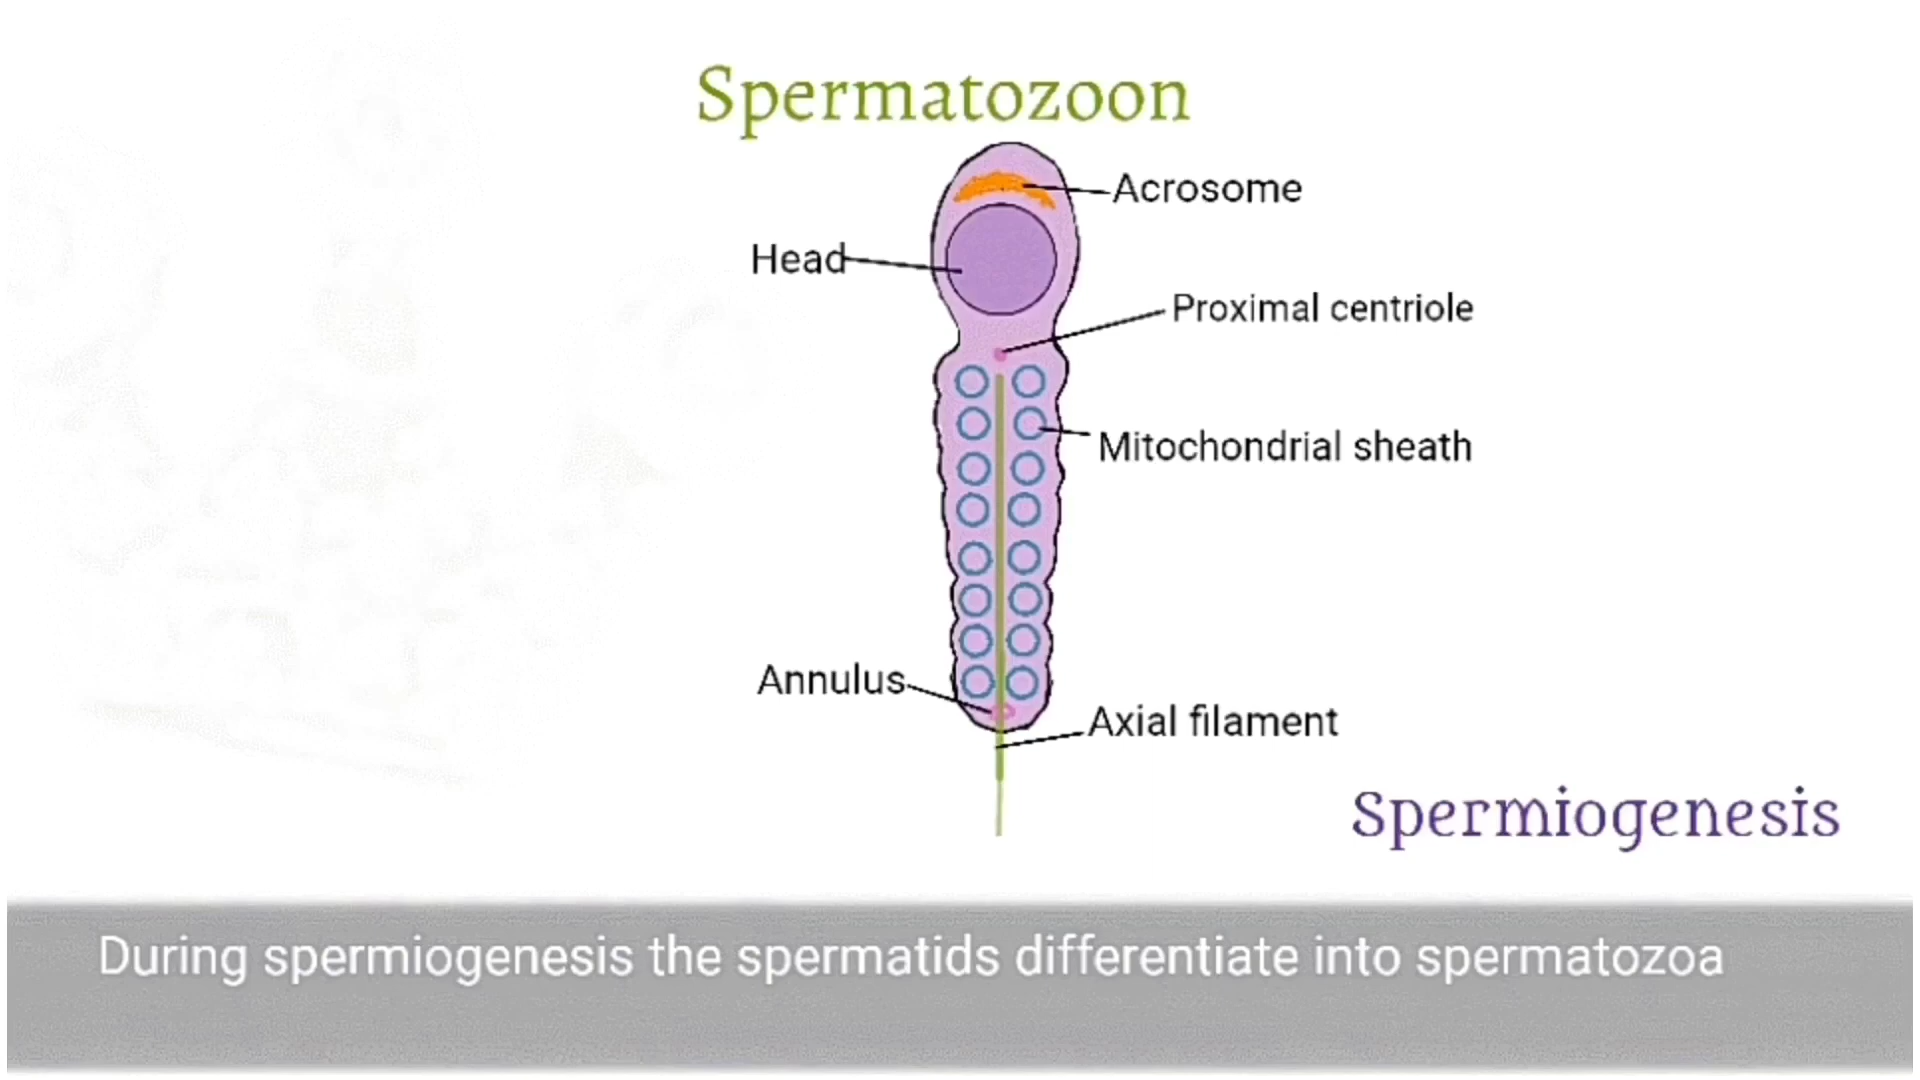 Spermatozoon
Acrosome
Head
Proximal centriole
Mitochondrial sheath
Annulus
Axial filament
Spermiogenesis
During spermiogenesis the spermatids differentiate into spermatozoa